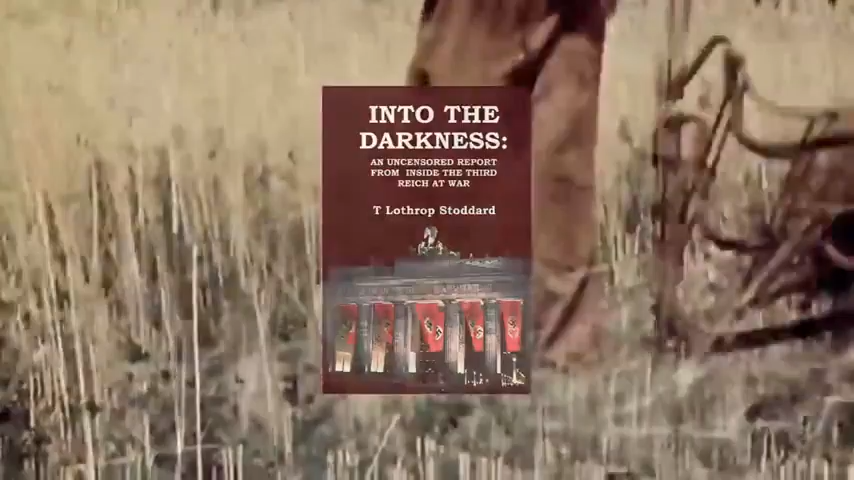 INTO THE
DARKNESS:
AN UNCENSORED REPORT
FROM INSIDE THE THIRD
REICH AT WAR
T Lothrop Stoddard